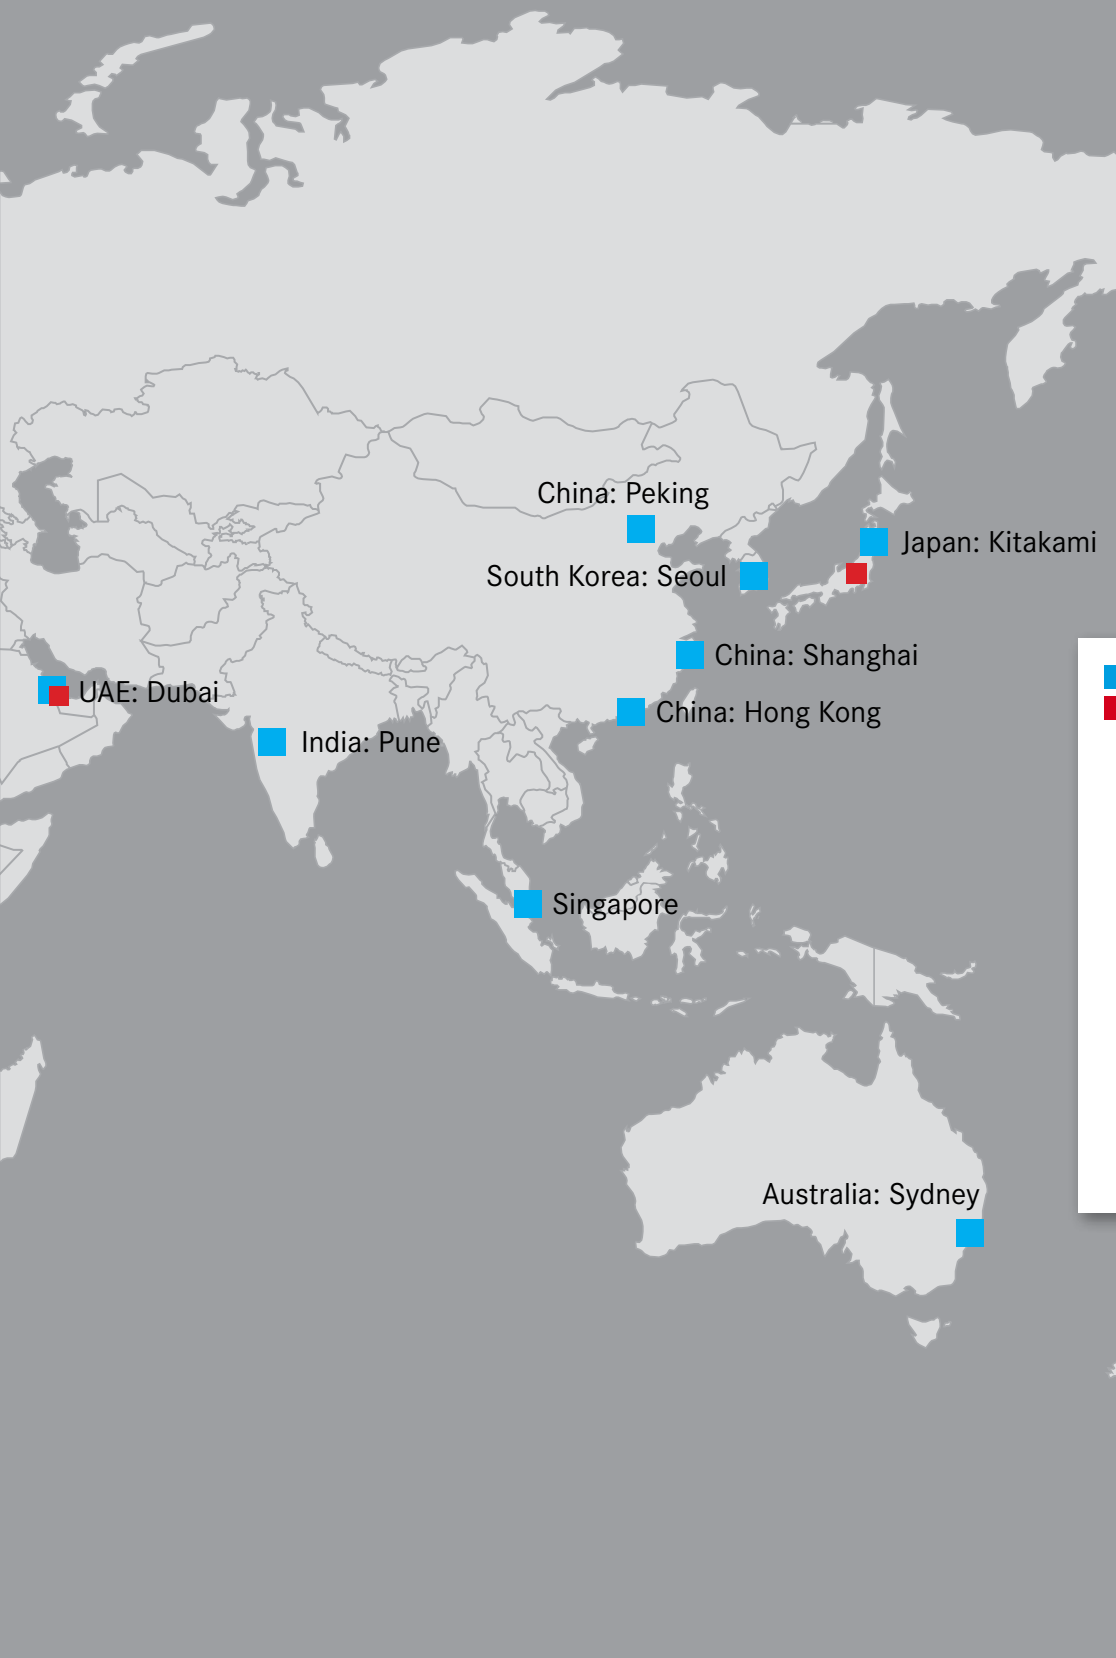 China: Peking
Japan: Kitakami
South Korea: Seoul
China: Shanghai
UAE: Dubai
China: Hong Kong
India: Pune
Singapore
Australia: Sydney